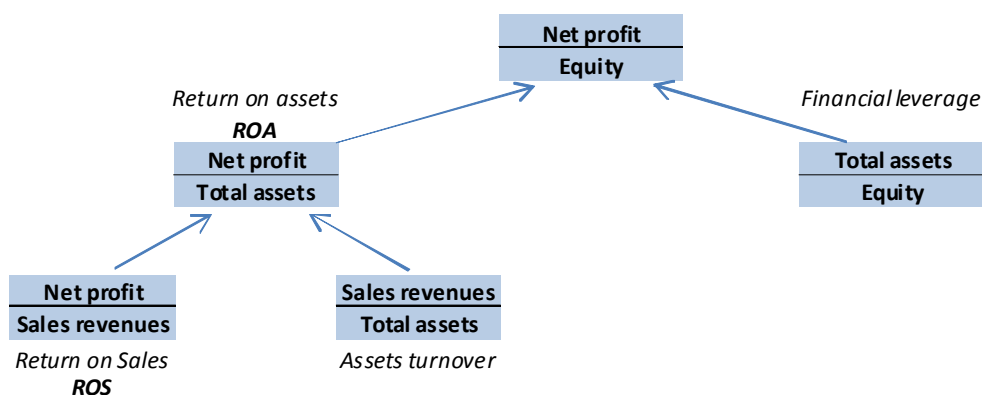 Net profit
Equity
Return on assets
ROA
Financial leverage
Net profit
Total assets
Total assets
Equity
Net profit
Sales revenues
Sales revenues
Total assets
Return on Sales
ROS
Assets turnover